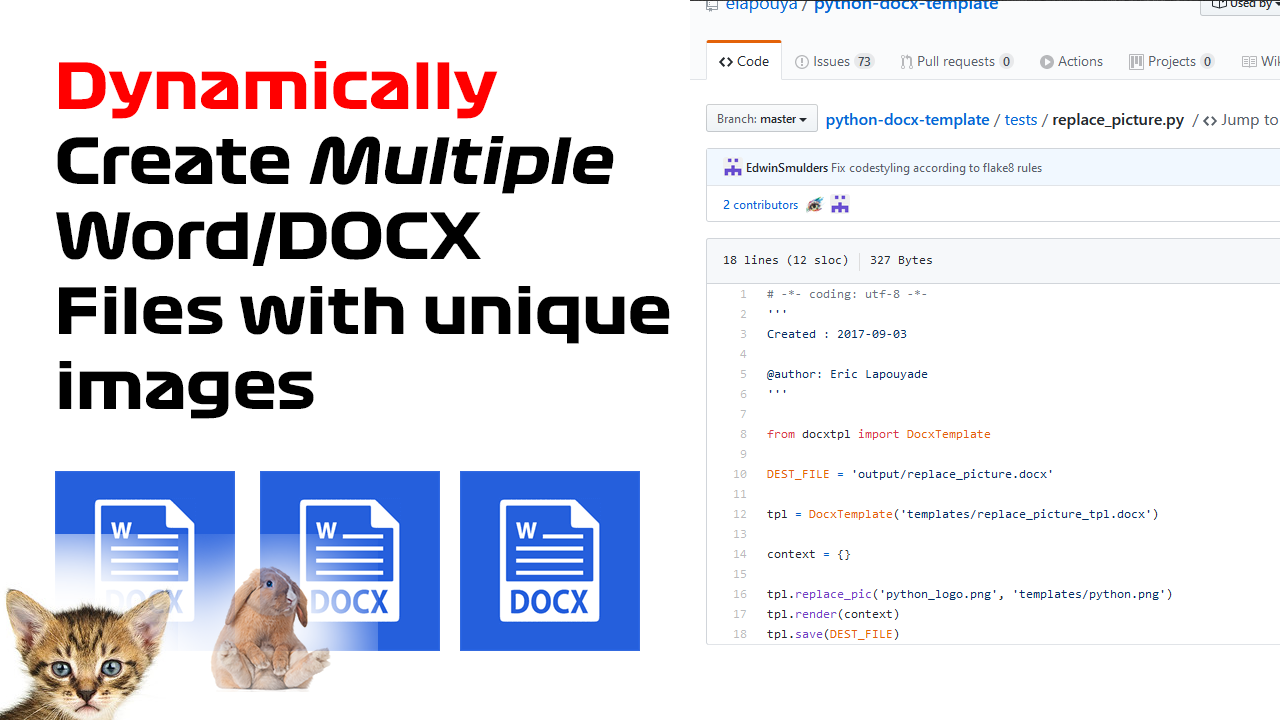 Dynamically
Create Multiple
Word/DOCX
Files with unique
images
W
DOCX
W
DOCX
W
DOCX
elapouya / python-docx-template
Used by
<> Code
Issues 73
Pull requests 0
Actions
Projects 0
Branch: master
python-docx-template / tests / replace_picture.py / <> Jump to
EdwinSmulders Fix codestyling according to flake8 rules
2 contributors
18 lines (12 sloc) 327 Bytes
1 # -*- coding: utf-8 -*-
2 '''
3 Created : 2017-09-03
4
5 @author: Eric Lapouyade
6 '''
7
8 from docxtpl import DocxTemplate
9
10 DEST_FILE = 'output/replace_picture.docx'
11
12 tpl = DocxTemplate('templates/replace_picture_tpl.docx')
13
14 context = {}
15
16 tpl.replace_pic('python_logo.png', 'templates/python.png')
17 tpl.render(context)
18 tpl.save(DEST_FILE)